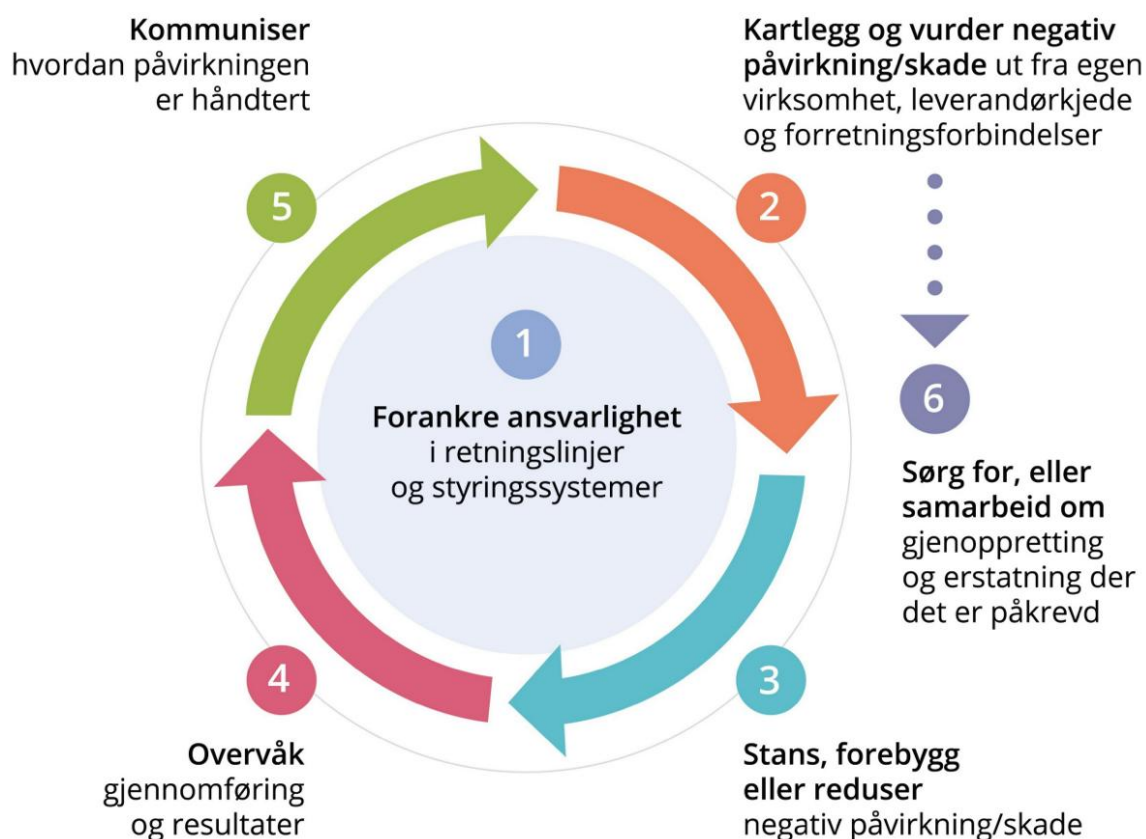 Kommuniser
hvordan påvirkningen
er håndtert
Kartlegg og vurder negativ
påvirkning/skade ut fra egen
virksomhet, leverandørkjede
og forretningsforbindelser
5
2
1
Forankre ansvarlighet
i retningslinjer
og styringssystemer
6
Sørg for, eller
samarbeid om
gjenoppretting
og erstatning der
det er påkrevd
4
Overvåk
gjennomføring
og resultater
3
Stans, forebygg
eller reduser
negativ påvirkning/skade